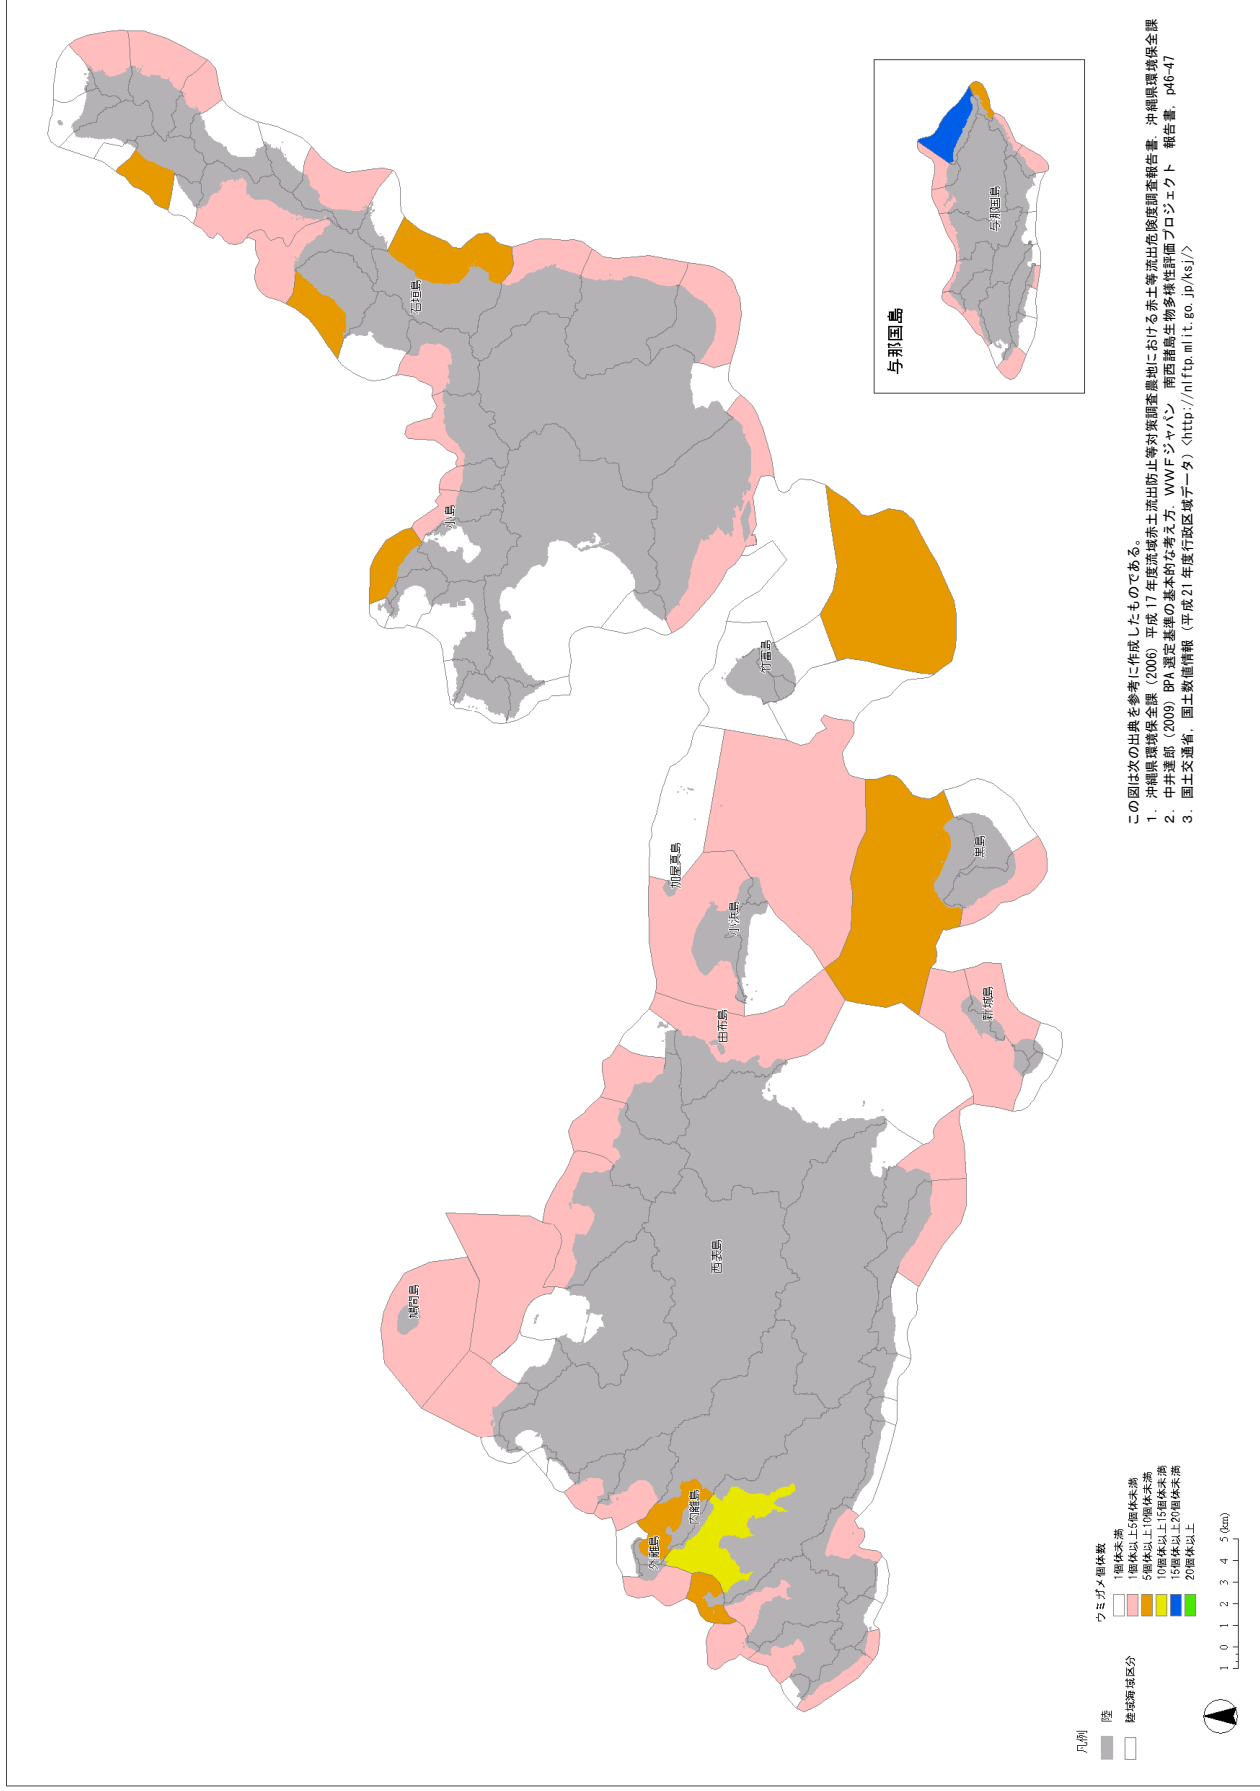 与那国島
与那国島
石垣島
小島
竹富島
加屋真島
小浜島
黒島
由布島
新城島
西表島
鳩間島
内離島
外離島
この図は次の出典を参考に作成したものである。
1. 沖縄県環境保全課（2006）平成17年度流域赤土流出防止等対策調査農地における赤土等流出危険度調査報告書. 沖縄県環境保全課
2. 中井達郎（2009）BPA選定基準の基本的な考え方. WWFジャパン 南西諸島生物多様性評価プロジェクト 報告書, p46-47
3. 国土交通省, 国土数値情報（平成21年度行政区域データ）<http://nlftp.mlit.go.jp/ksj/>
凡例
陸
陸域海域区分
ウミガメ個体数
1個体未満
1個体以上5個体未満
5個体以上10個体未満
10個体以上15個体未満
15個体以上20個体未満
20個体以上
1 0 1 2 3 4 5(km)